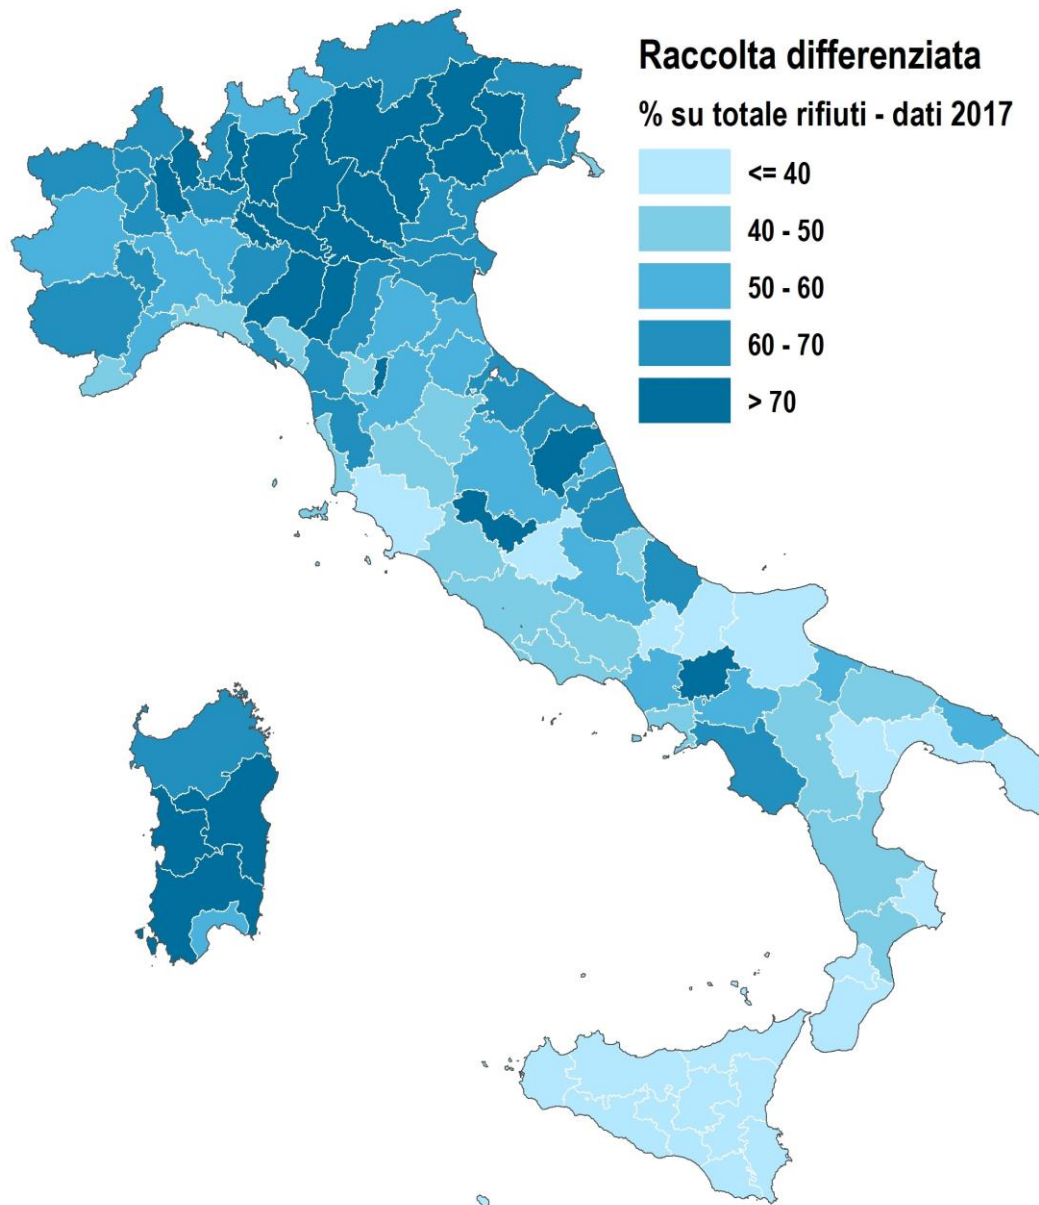 Raccolta differenziata
% su totale rifiuti - dati 2017
<= 40
40 - 50
50 - 60
60 - 70
> 70